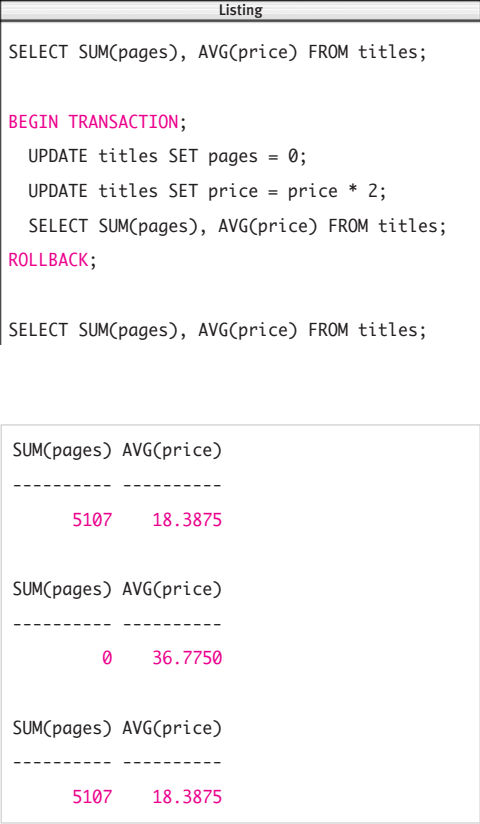 Listing
SELECT SUM(pages), AVG(price) FROM titles;
BEGIN TRANSACTION;
UPDATE titles SET pages = 0;
UPDATE titles SET price = price * 2;
SELECT SUM(pages), AVG(price) FROM titles;
ROLLBACK;
SELECT SUM(pages), AVG(price) FROM titles;
SUM(pages) AVG(price)
---------- ----------
5107 18.3875
SUM(pages) AVG(price)
---------- ----------
0 36.7750
SUM(pages) AVG(price)
---------- ----------
5107 18.3875